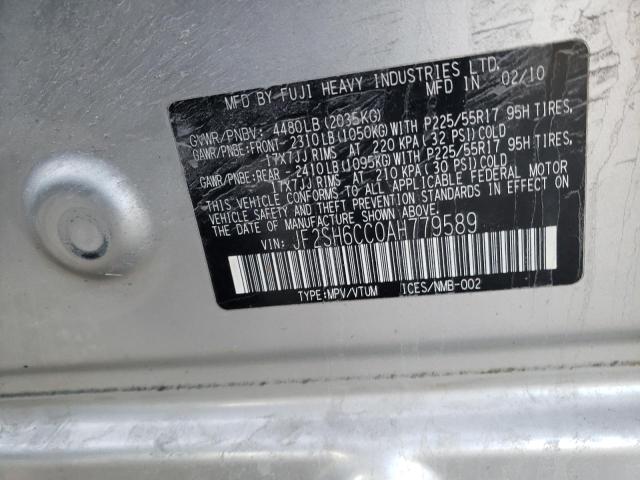 MFD BY FUJI HEAVY INDUSTRIES LTD.
MFD IN 02/10
GVWR/PNBV: 4480LB (2035KG)
GAWR/PNBE: FRONT 2310LB (1050KG) WITH P225/55R17 95H TIRES,
17X7JJ RIMS AT 220 KPA (32 PSI) COLD
GAWR/PNBE: REAR 2410LB (1095KG) WITH P225/55R17 95H TIRES,
17X7JJ RIMS AT 210 KPA (30 PSI) COLD
THIS VEHICLE CONFORMS TO ALL APPLICABLE FEDERAL MOTOR
VEHICLE SAFETY AND THEFT PREVENTION STANDARDS IN EFFECT ON
THE DATE OF MANUFACTURE SHOWN ABOVE.
VIN: JF2SH6CC0AH779589
TYPE:MPV/VTUM ICES/NMB-002